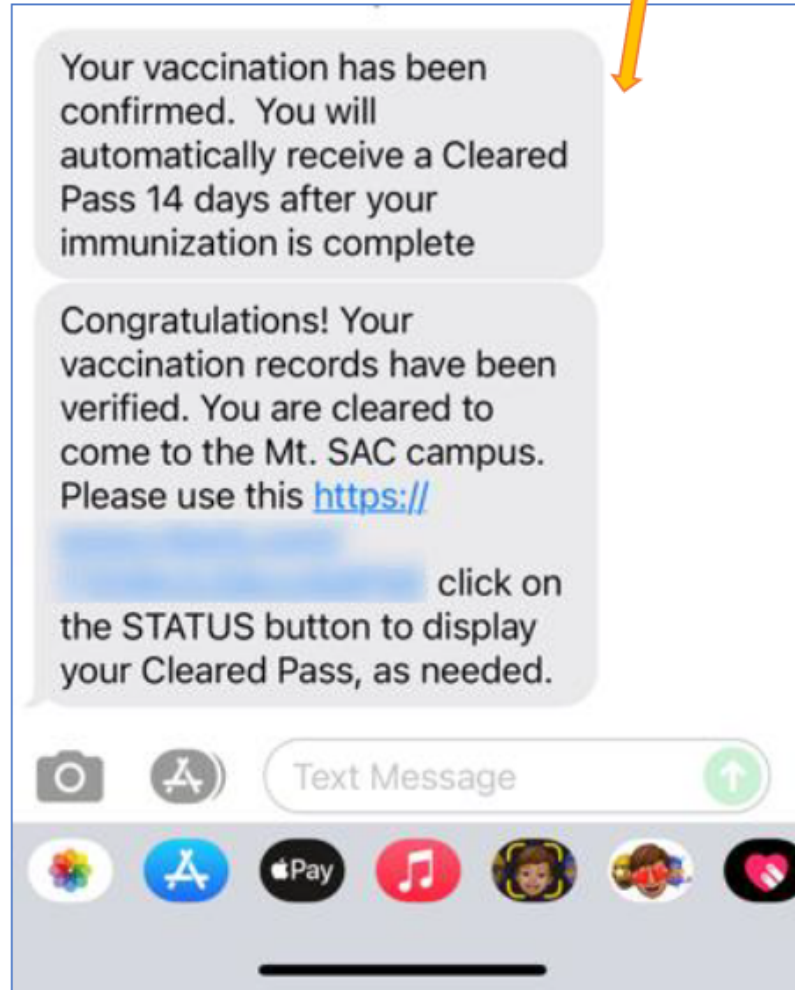 Your vaccination has been
confirmed.  You will
automatically receive a Cleared
Pass 14 days after your
immunization is complete
Congratulations! Your
vaccination records have been
verified. You are cleared to
come to the Mt. SAC campus.
Please use this https://
click on
the STATUS button to display
your Cleared Pass, as needed.
Text Message
Pay